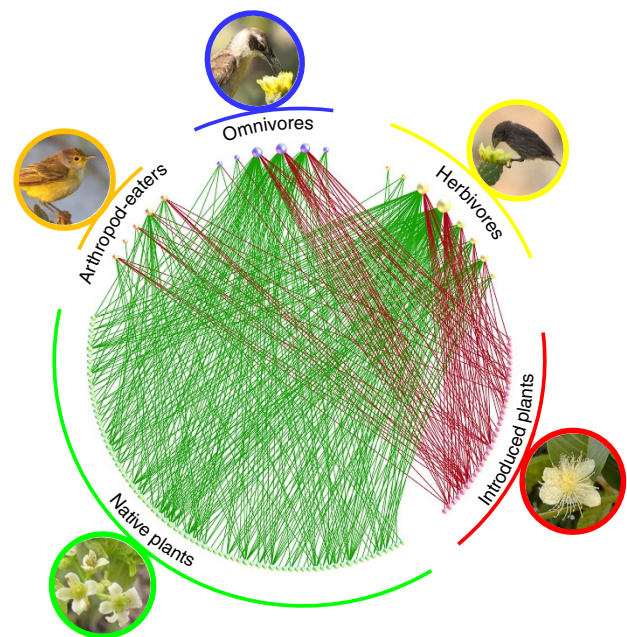 Omnivores
Arthropod-eaters
Herbivores
Introduced plants
Native plants